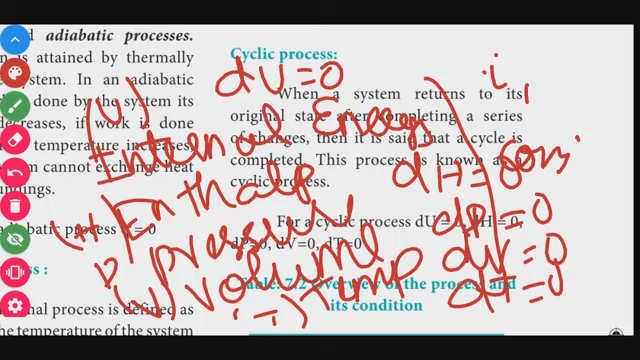 d adiabatic processes.
n is attained by thermally
system. In an adiabatic
done by the system its
decreases, if work is done
temperature increases,
m cannot exchange heat
undings.
= 0
Cyclic process:
When a system returns to its
original state after completing a series
of changes, then it is said that a cycle is
completed. This process is known as a
cyclic process.
For a cyclic process dU=0, dH=0,
dP=0, dV=0, dT=0
Table: 7.2 Overview of the process and
its condition
nal process is defined as
the temperature of the system
dU=0
(U)
Internal Energy
(H) Enthalp
dH=
P pressure
dP=0
(V) volume
dV=0
(T) temp
dT=0